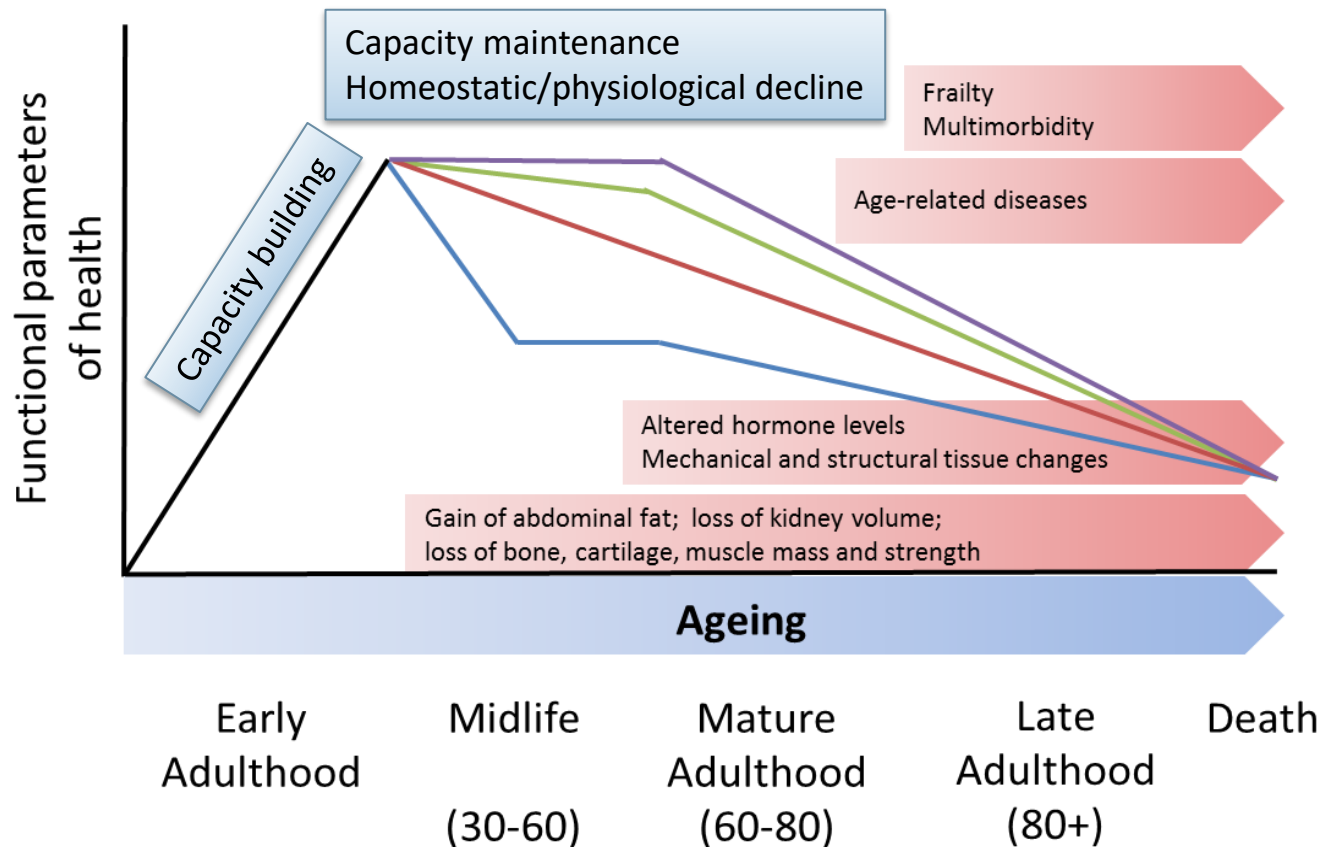 Functional parameters
of health
Capacity building
Capacity maintenance
Homeostatic/physiological decline
Frailty
Multimorbidity
Age-related diseases
Altered hormone levels
Mechanical and structural tissue changes
Gain of abdominal fat; loss of kidney volume;
loss of bone, cartilage, muscle mass and strength
Ageing
Early
Adulthood
Midlife
(30-60)
Mature
Adulthood
(60-80)
Late
Adulthood
(80+)
Death